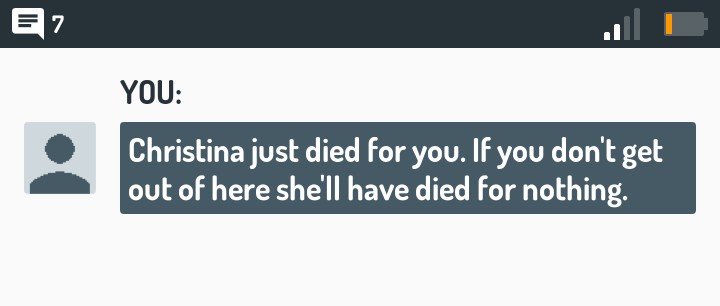 7
YOU:
Christina just died for you. If you don't get
out of here she'll have died for nothing.